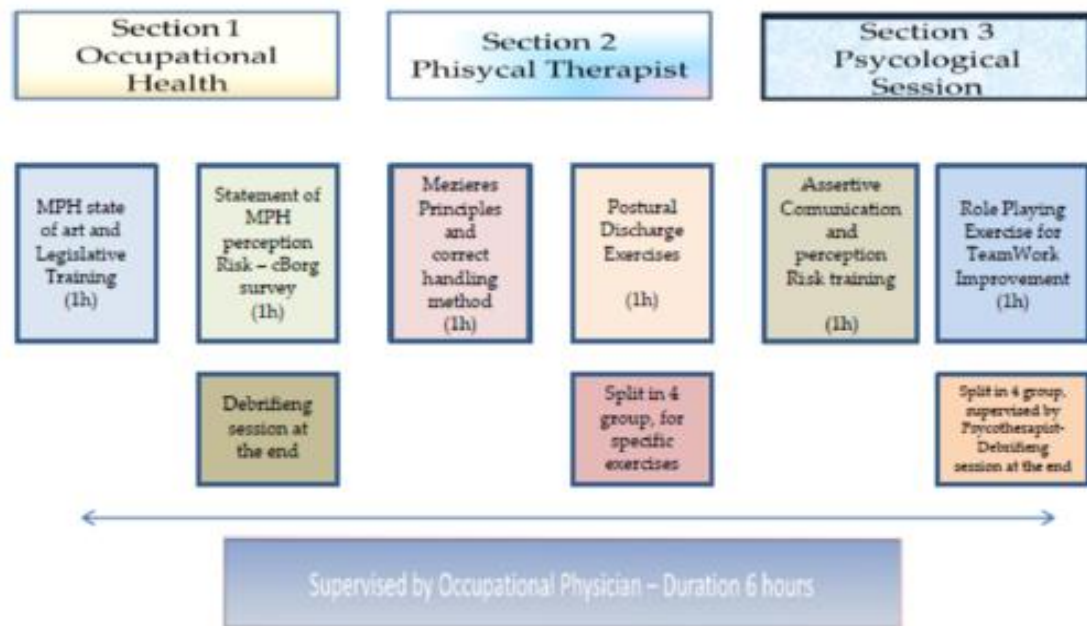 Section 1
Occupational
Health
Section 2
Phisycal Therapist
Section 3
Psycological
Session
MPH state
of art and
Legislative
Training
(1h)
Statement of
MPH
perception
Risk – cBorg
survey
(1h)
Mezieres
Principles
and
correct
handling
method
(1h)
Postural
Discharge
Exercises
(1h)
Assertive
Comunication
and
perception
Risk training
(1h)
Role Playing
Exercise for
TeamWork
Improvement
(1h)
Debrifieng
session at
the end
Split in 4
group, for
specific
exercises
Split in 4 group,
supervised by
Psycotherapist-
Debrifieng
session at the end
Supervised by Occupational Physician – Duration 6 hours